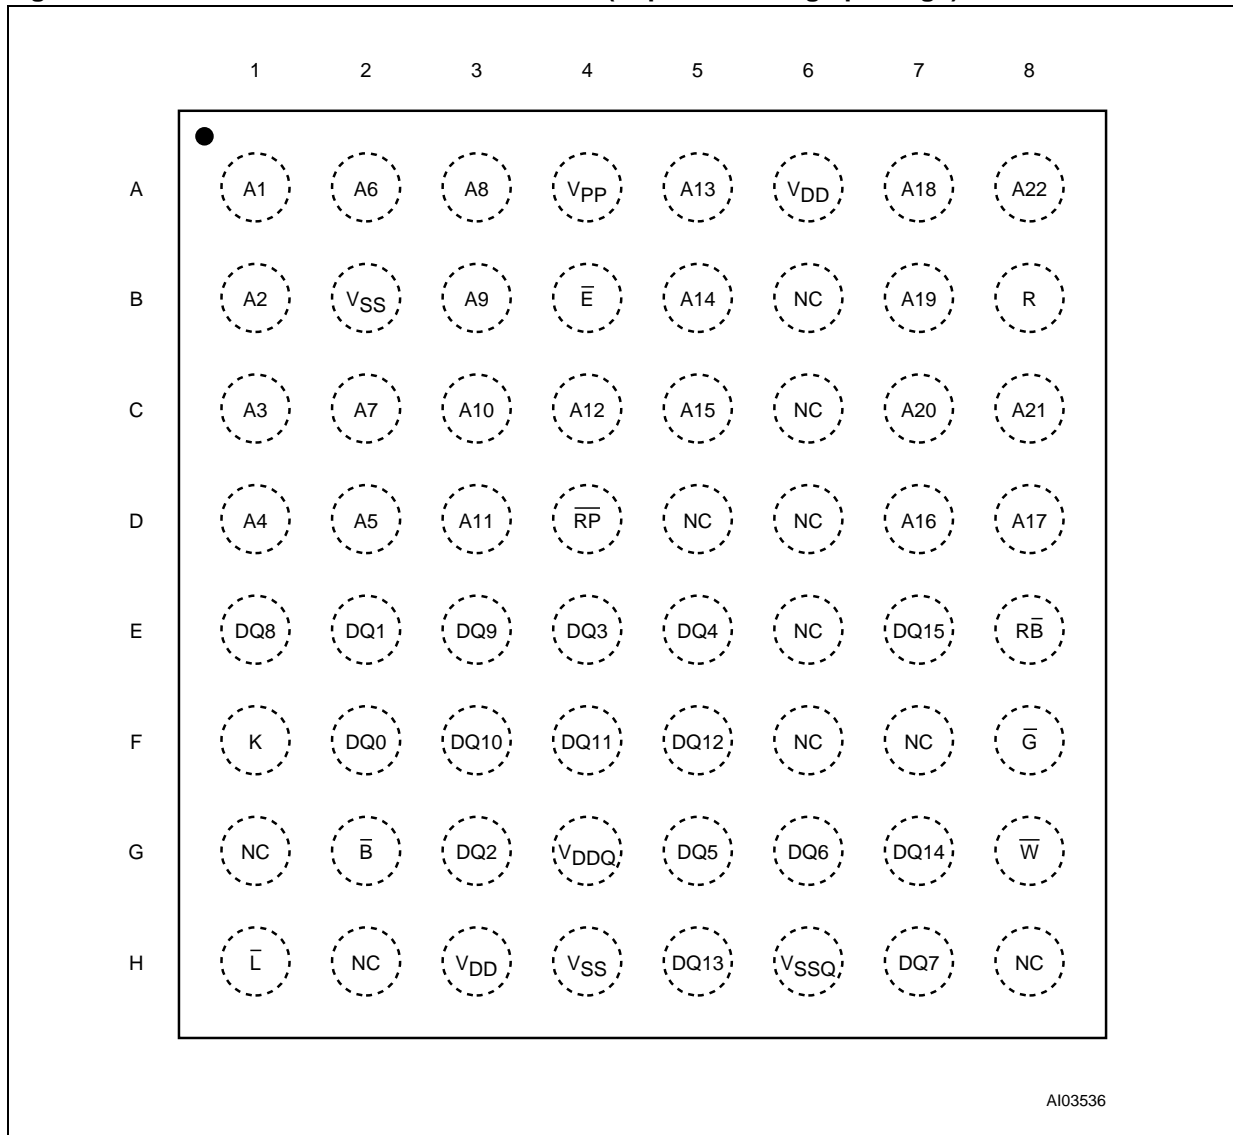 1 2 3 4 5 6 7 8
A A1 A6 A8 VPP A13 VDD A18 A22
B A2 VSS A9 E̅ A14 NC A19 R
C A3 A7 A10 A12 A15 NC A20 A21
D A4 A5 A11 R̅P̅ NC NC A16 A17
E DQ8 DQ1 DQ9 DQ3 DQ4 NC DQ15 RB̅
F K DQ0 DQ10 DQ11 DQ12 NC NC G̅
G NC B̅ DQ2 VDDQ DQ5 DQ6 DQ14 W̅
H L̅ NC VDD VSS DQ13 VSSQ DQ7 NC
AI03536